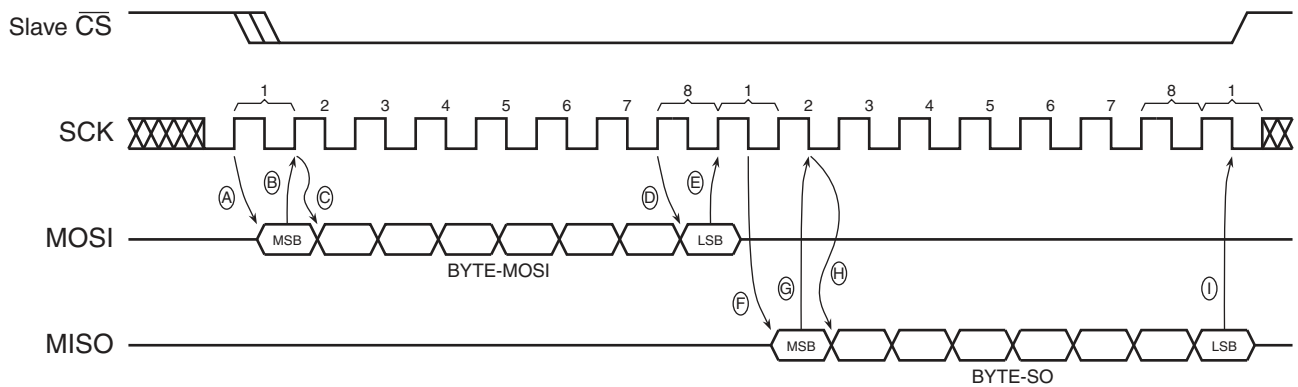 Slave CS
1 2 3 4 5 6 7 8 1 2 3 4 5 6 7 8 1
SCK
A B C D E
MOSI MSB LSB
BYTE-MOSI
F G H I
MISO MSB LSB
BYTE-SO